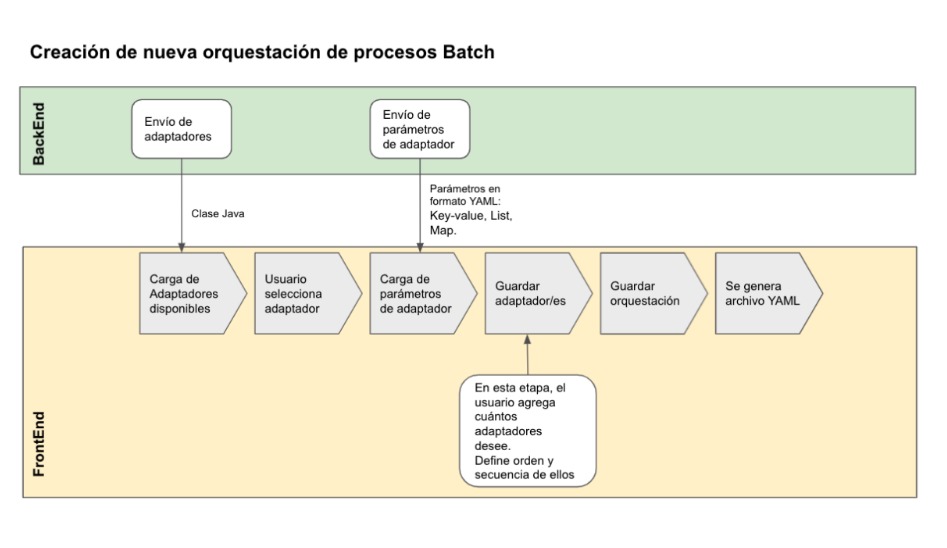 Creación de nueva orquestación de procesos Batch
BackEnd
Envío de
adaptadores
Envío de
parámetros
de adaptador
Clase Java
Parámetros en
formato YAML:
Key-value, List,
Map.
FrontEnd
Carga de
Adaptadores
disponibles
Usuario
selecciona
adaptador
Carga de
parámetros
de adaptador
Guardar
adaptador/es
Guardar
orquestación
Se genera
archivo YAML
En esta etapa, el
usuario agrega
cuántos
adaptadores
desee.
Define orden y
secuencia de ellos